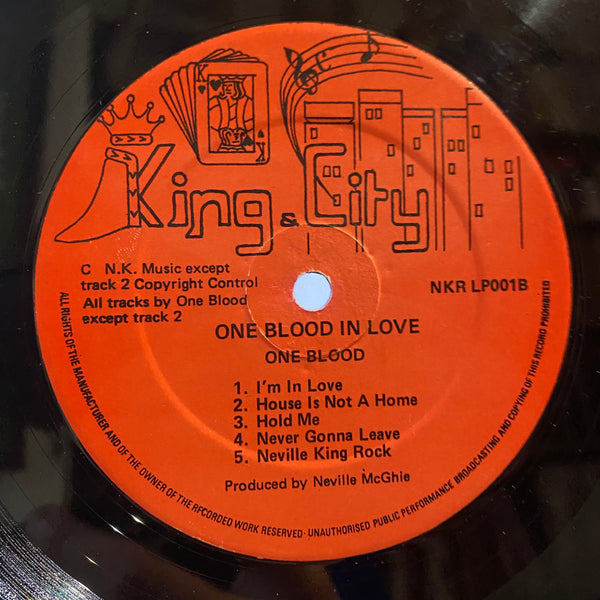 K
K
King & City
C N.K. Music except
track 2 Copyright Control
All tracks by One Blood
except track 2
NKR LP001B
ONE BLOOD IN LOVE
ONE BLOOD
1. I'm In Love
2. House Is Not A Home
3. Hold Me
4. Never Gonna Leave
5. Neville King Rock
Produced by Neville McGhie
ALL RIGHTS OF THE MANUFACTURER AND OF THE OWNER OF THE RECORDED WORK RESERVED · UNAUTHORISED PUBLIC PERFORMANCE BROADCASTING AND COPYING OF THIS RECORD PROHIBITED